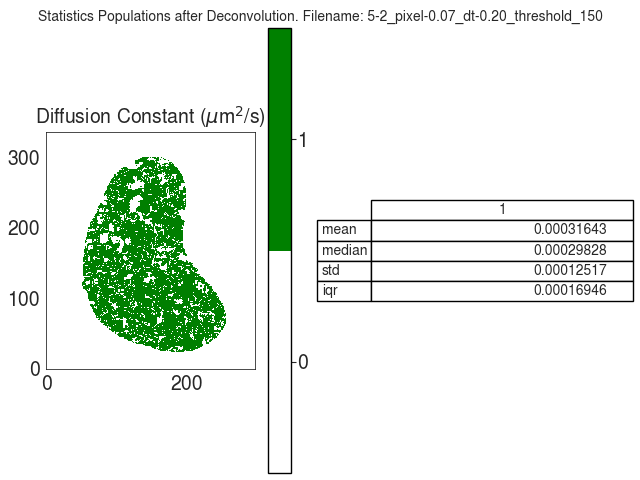 Statistics Populations after Deconvolution. Filename: 5-2_pixel-0.07_dt-0.20_threshold_150
Diffusion Constant (μm²/s)
300
200
100
0
0 200
1
0
1
mean 0.00031643
median 0.00029828
std 0.00012517
iqr 0.00016946